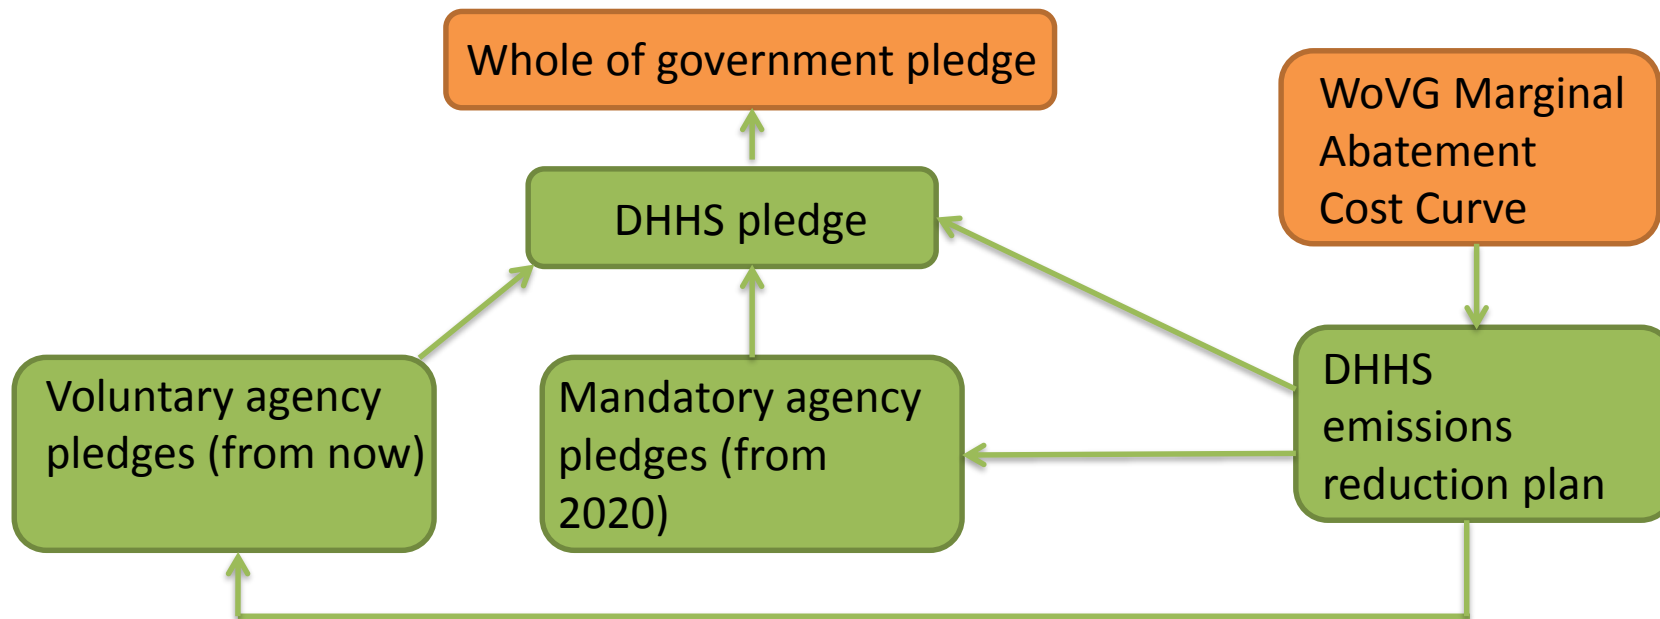 Whole of government pledge
WoVG Marginal
Abatement
Cost Curve
DHHS pledge
Voluntary agency
pledges (from now)
Mandatory agency
pledges (from
2020)
DHHS
emissions
reduction plan